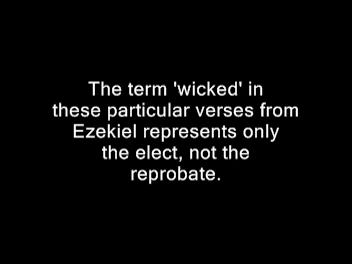 The term 'wicked' in
these particular verses from
Ezekiel represents only
the elect, not the
reprobate.